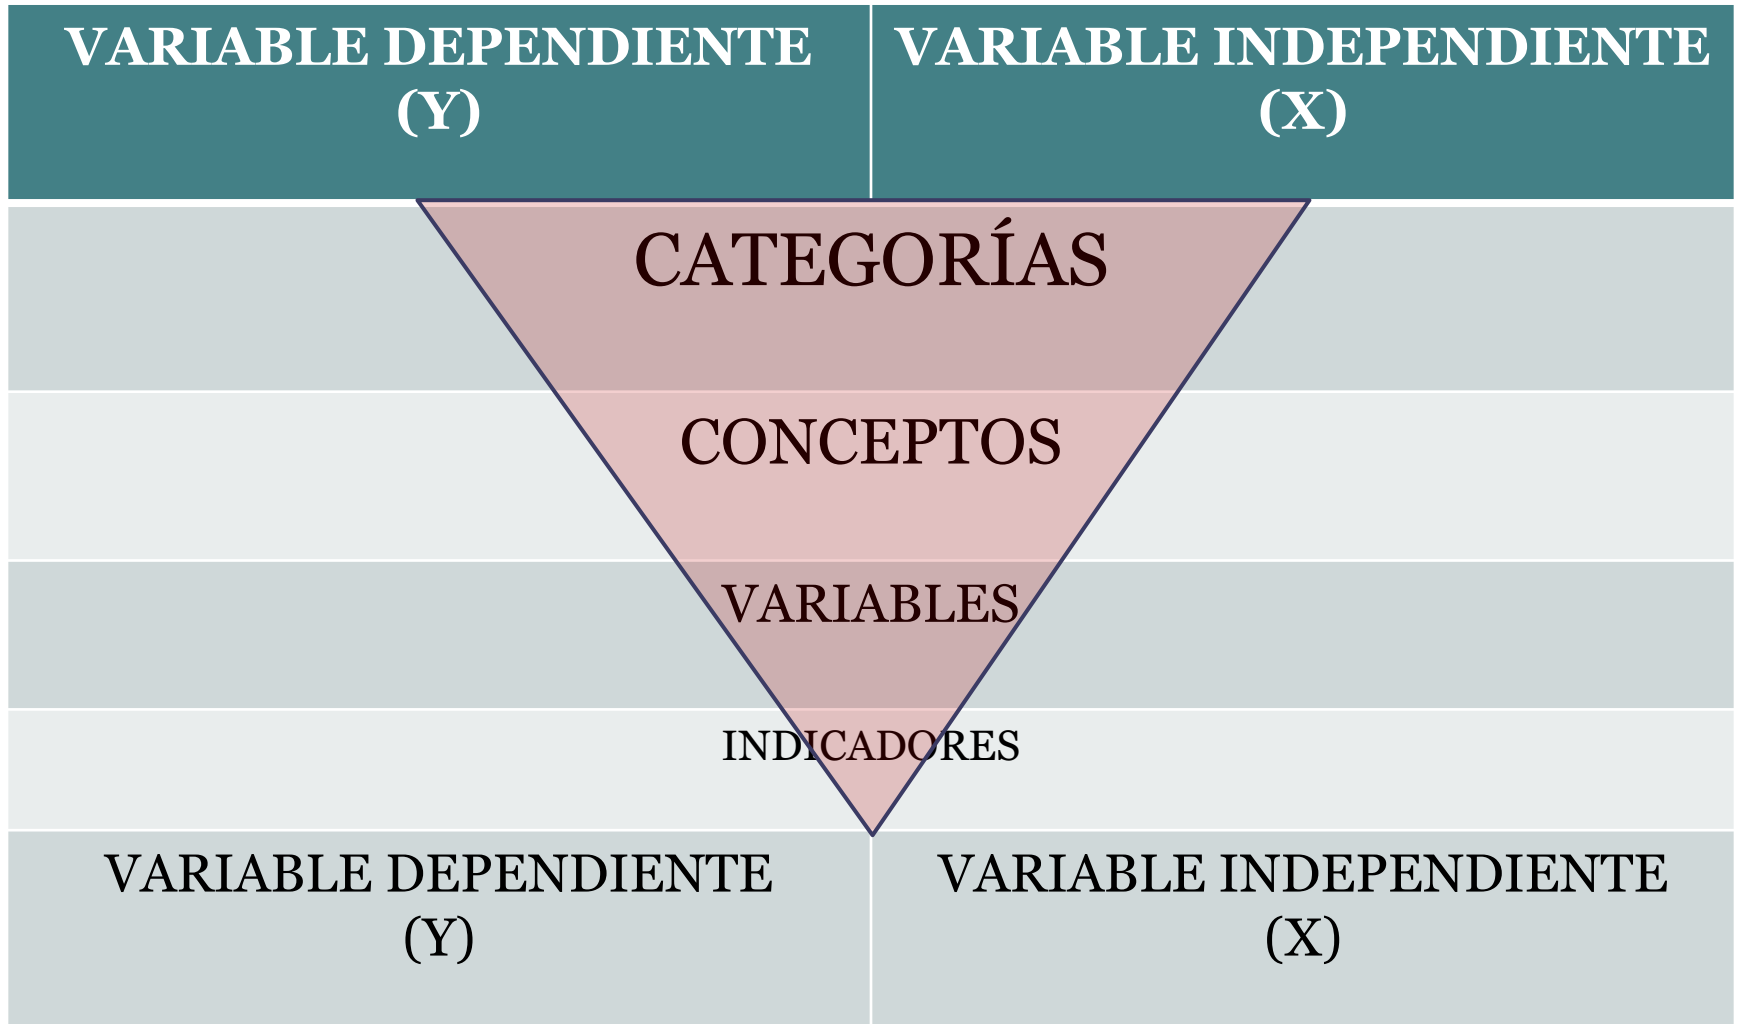 VARIABLE DEPENDIENTE
(Y)
VARIABLE INDEPENDIENTE
(X)
CATEGORÍAS
CONCEPTOS
VARIABLES
INDICADORES
VARIABLE DEPENDIENTE
(Y)
VARIABLE INDEPENDIENTE
(X)